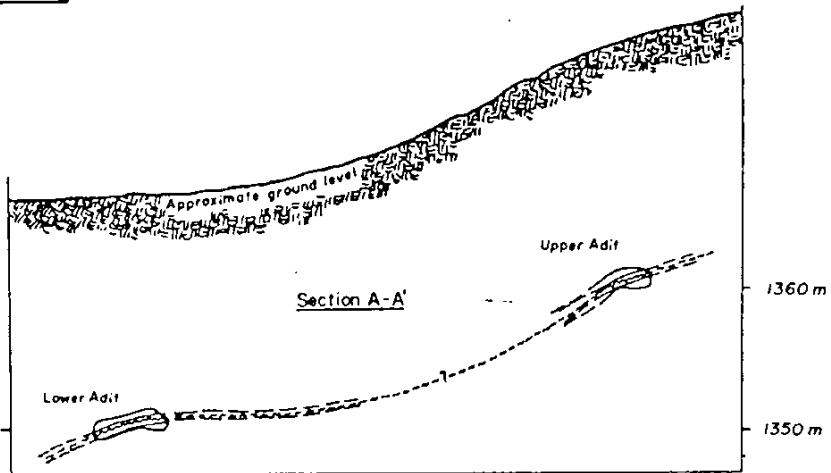 Approximate ground level
Upper Adit
1360 m
Section A-A'
Lower Adit
1350 m